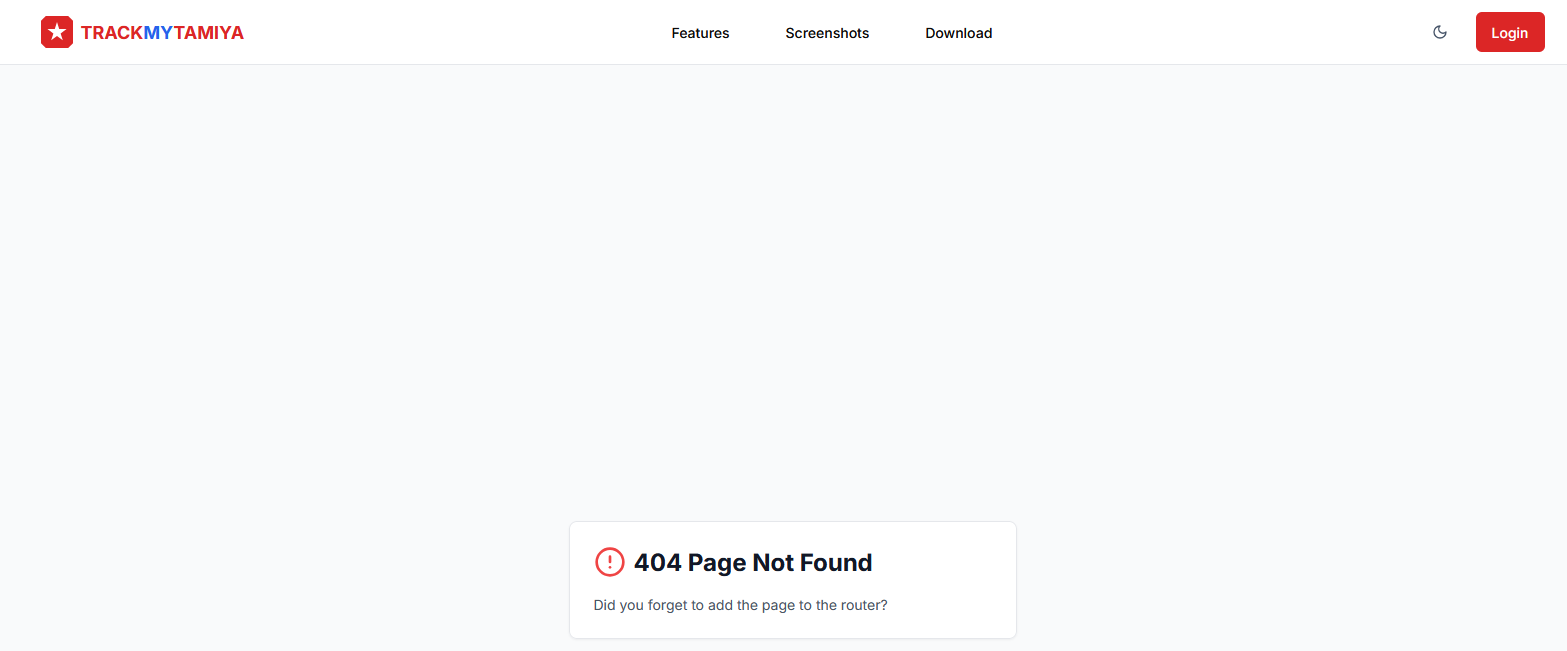 TRACKMYTAMIYA
Features
Screenshots
Download
Login
404 Page Not Found
Did you forget to add the page to the router?